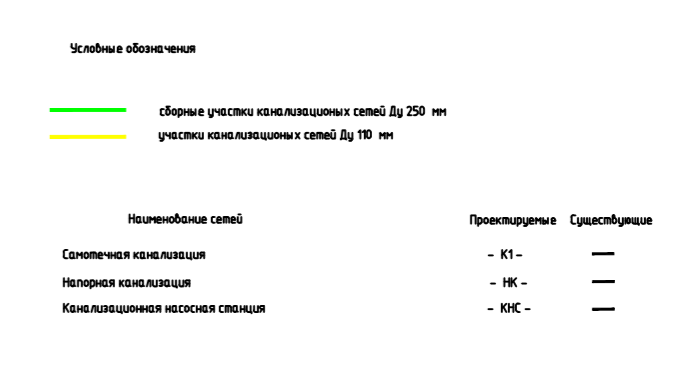 Условные обозначения
сборные участки канализационых сетей Ду 250 мм
участки канализационых сетей Ду 110 мм
Наименование сетей Проектируемые Существующие
Самотечная канализация - К1 -
Напорная канализация - НК -
Канализационная насосная станция - КНС -